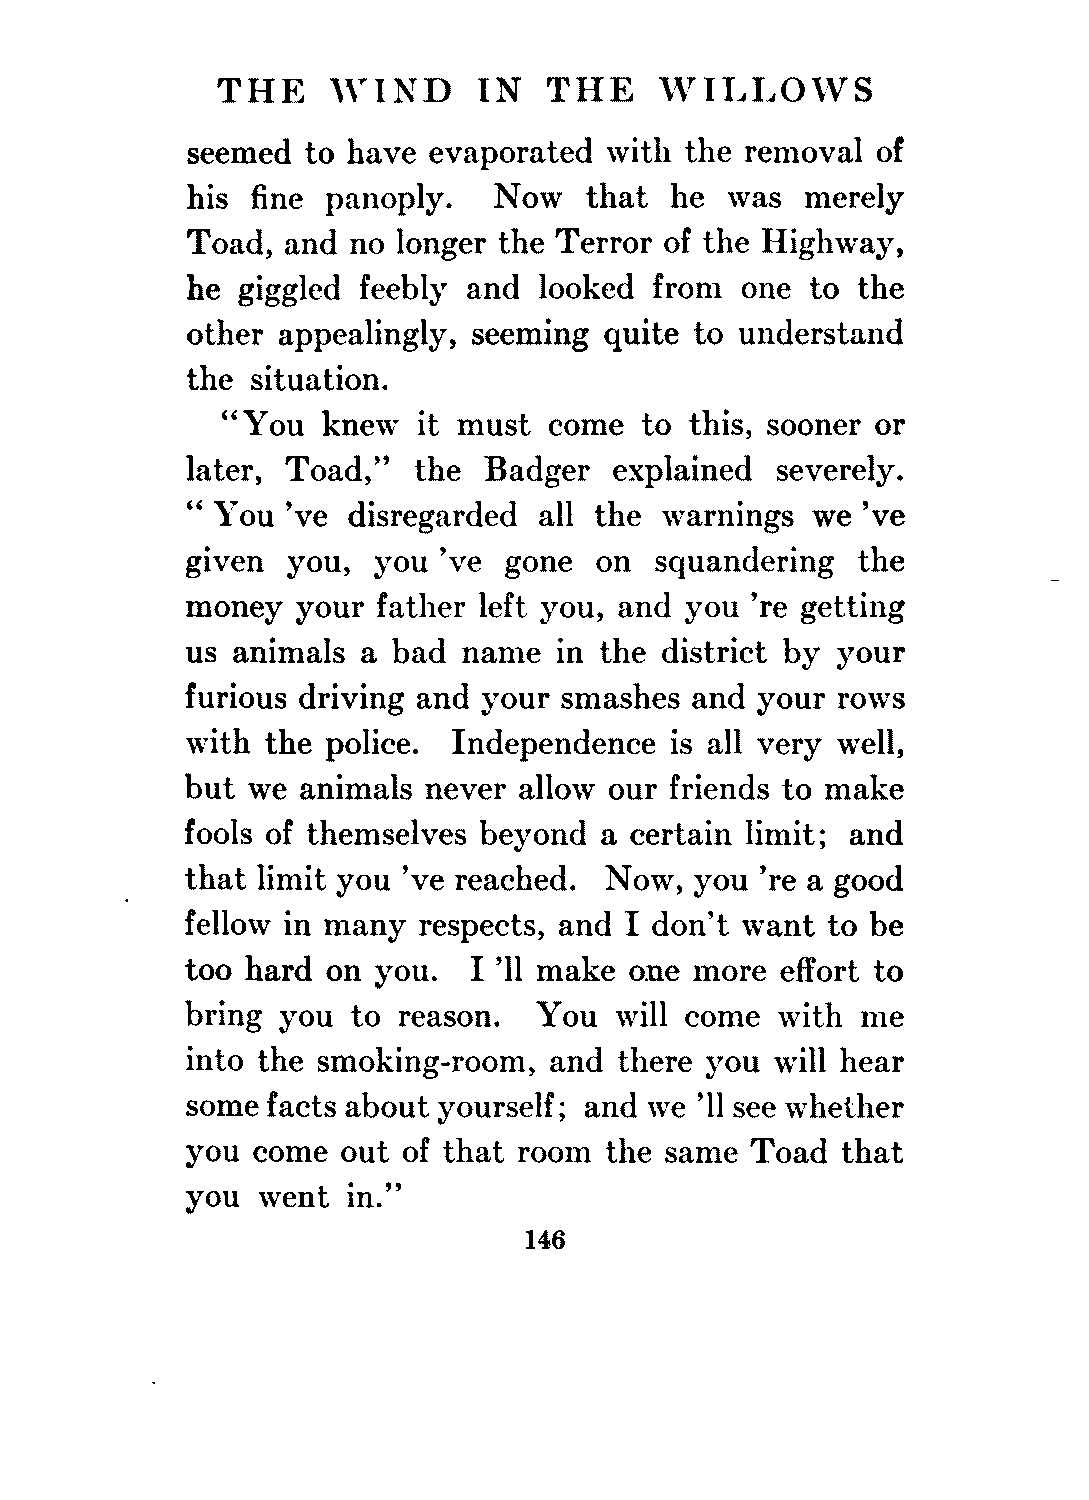 THE WIND IN THE WILLOWS
seemed to have evaporated with the removal of
his fine panoply. Now that he was merely
Toad, and no longer the Terror of the Highway,
he giggled feebly and looked from one to the
other appealingly, seeming quite to understand
the situation.
“You knew it must come to this, sooner or
later, Toad,” the Badger explained severely.
“ You 've disregarded all the warnings we 've
given you, you 've gone on squandering the
money your father left you, and you 're getting
us animals a bad name in the district by your
furious driving and your smashes and your rows
with the police. Independence is all very well,
but we animals never allow our friends to make
fools of themselves beyond a certain limit; and
that limit you 've reached. Now, you 're a good
fellow in many respects, and I don't want to be
too hard on you. I 'll make one more effort to
bring you to reason. You will come with me
into the smoking-room, and there you will hear
some facts about yourself; and we 'll see whether
you come out of that room the same Toad that
you went in.”
146